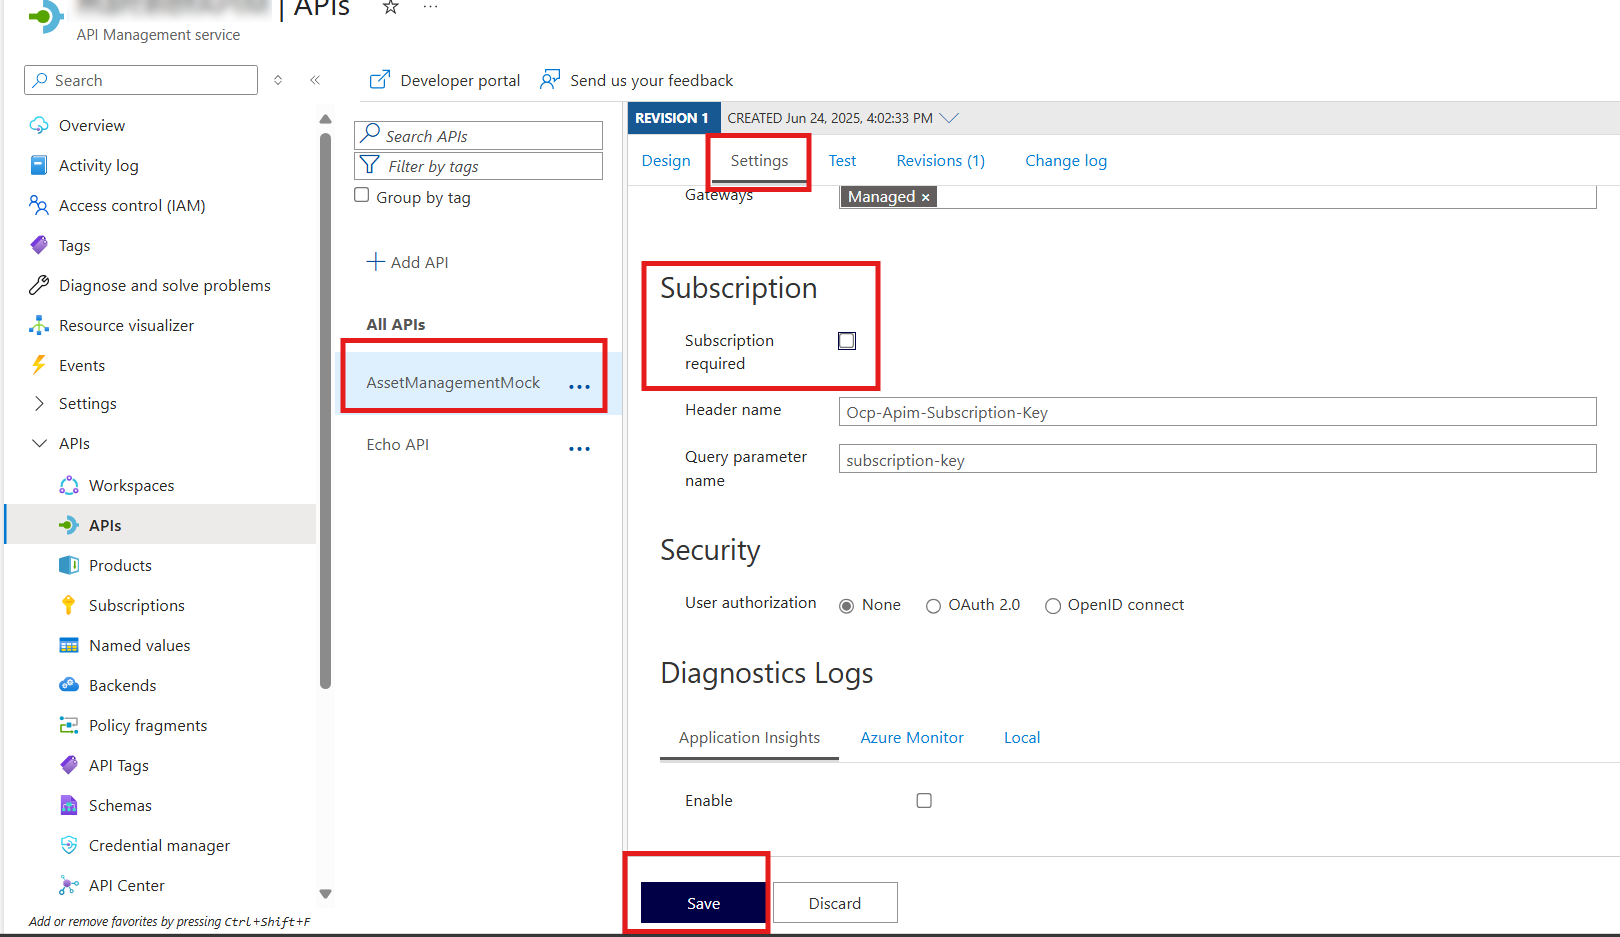 | APIs
API Management service
Search
Developer portal
Send us your feedback
Overview
Activity log
Access control (IAM)
Tags
Diagnose and solve problems
Resource visualizer
Events
Settings
APIs
Workspaces
APIs
Products
Subscriptions
Named values
Backends
Policy fragments
API Tags
Schemas
Credential manager
API Center
Add or remove favorites by pressing Ctrl+Shift+F
Search APIs
Filter by tags
Group by tag
Add API
All APIs
AssetManagementMock
Echo API
REVISION 1
CREATED Jun 24, 2025, 4:02:33 PM
Design
Settings
Test
Revisions (1)
Change log
Gateways
Managed ×
Subscription
Subscription
required
Header name
Ocp-Apim-Subscription-Key
Query parameter
name
subscription-key
Security
User authorization
None
OAuth 2.0
OpenID connect
Diagnostics Logs
Application Insights
Azure Monitor
Local
Enable
Save
Discard